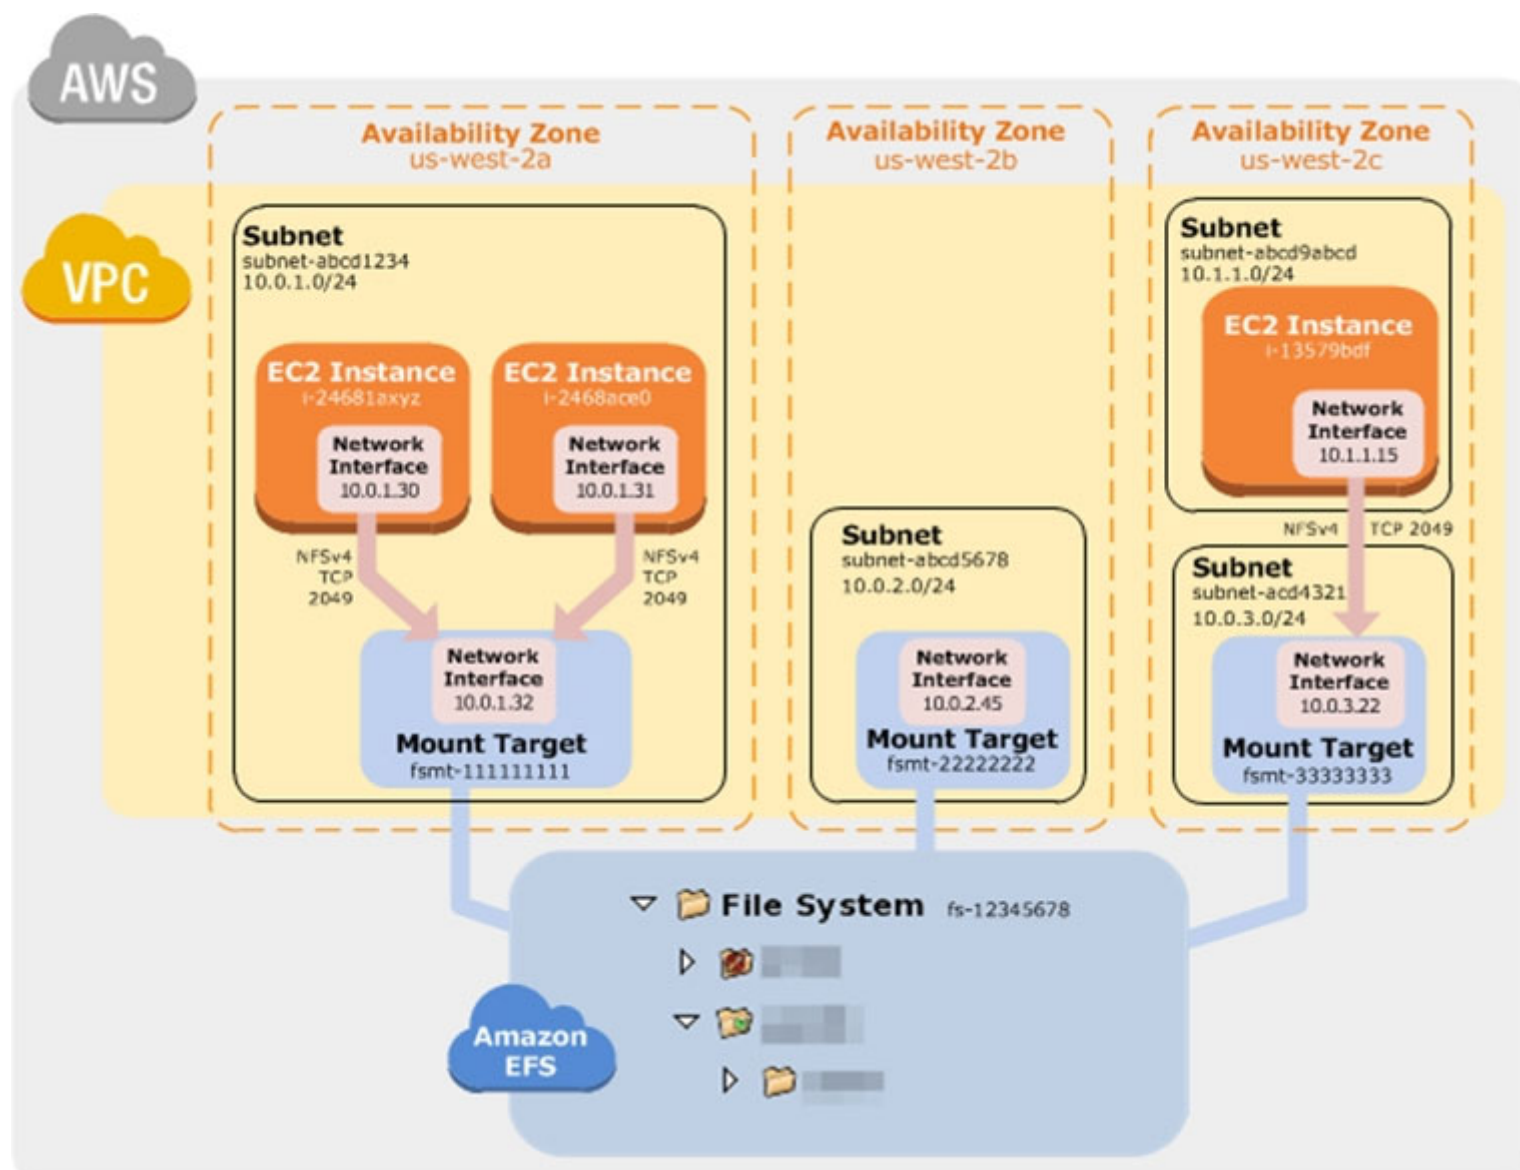 AWS
Availability Zone
us-west-2a
Availability Zone
us-west-2b
Availability Zone
us-west-2c
VPC
Subnet
subnet-abcd1234
10.0.1.0/24
EC2 Instance
i-24681axyz
Network
Interface
10.0.1.30
EC2 Instance
i-2468ace0
Network
Interface
10.0.1.31
NFSv4
TCP
2049
NFSv4
TCP
2049
Network
Interface
10.0.1.32
Mount Target
fsmt-111111111
Subnet
subnet-abcd5678
10.0.2.0/24
Network
Interface
10.0.2.45
Mount Target
fsmt-22222222
Subnet
subnet-abcd9abcd
10.1.1.0/24
EC2 Instance
i-13579bdf
Network
Interface
10.1.1.15
NFSv4 TCP 2049
Subnet
subnet-acd4321
10.0.3.0/24
Network
Interface
10.0.3.22
Mount Target
fsmt-33333333
File System fs-12345678
Amazon
EFS